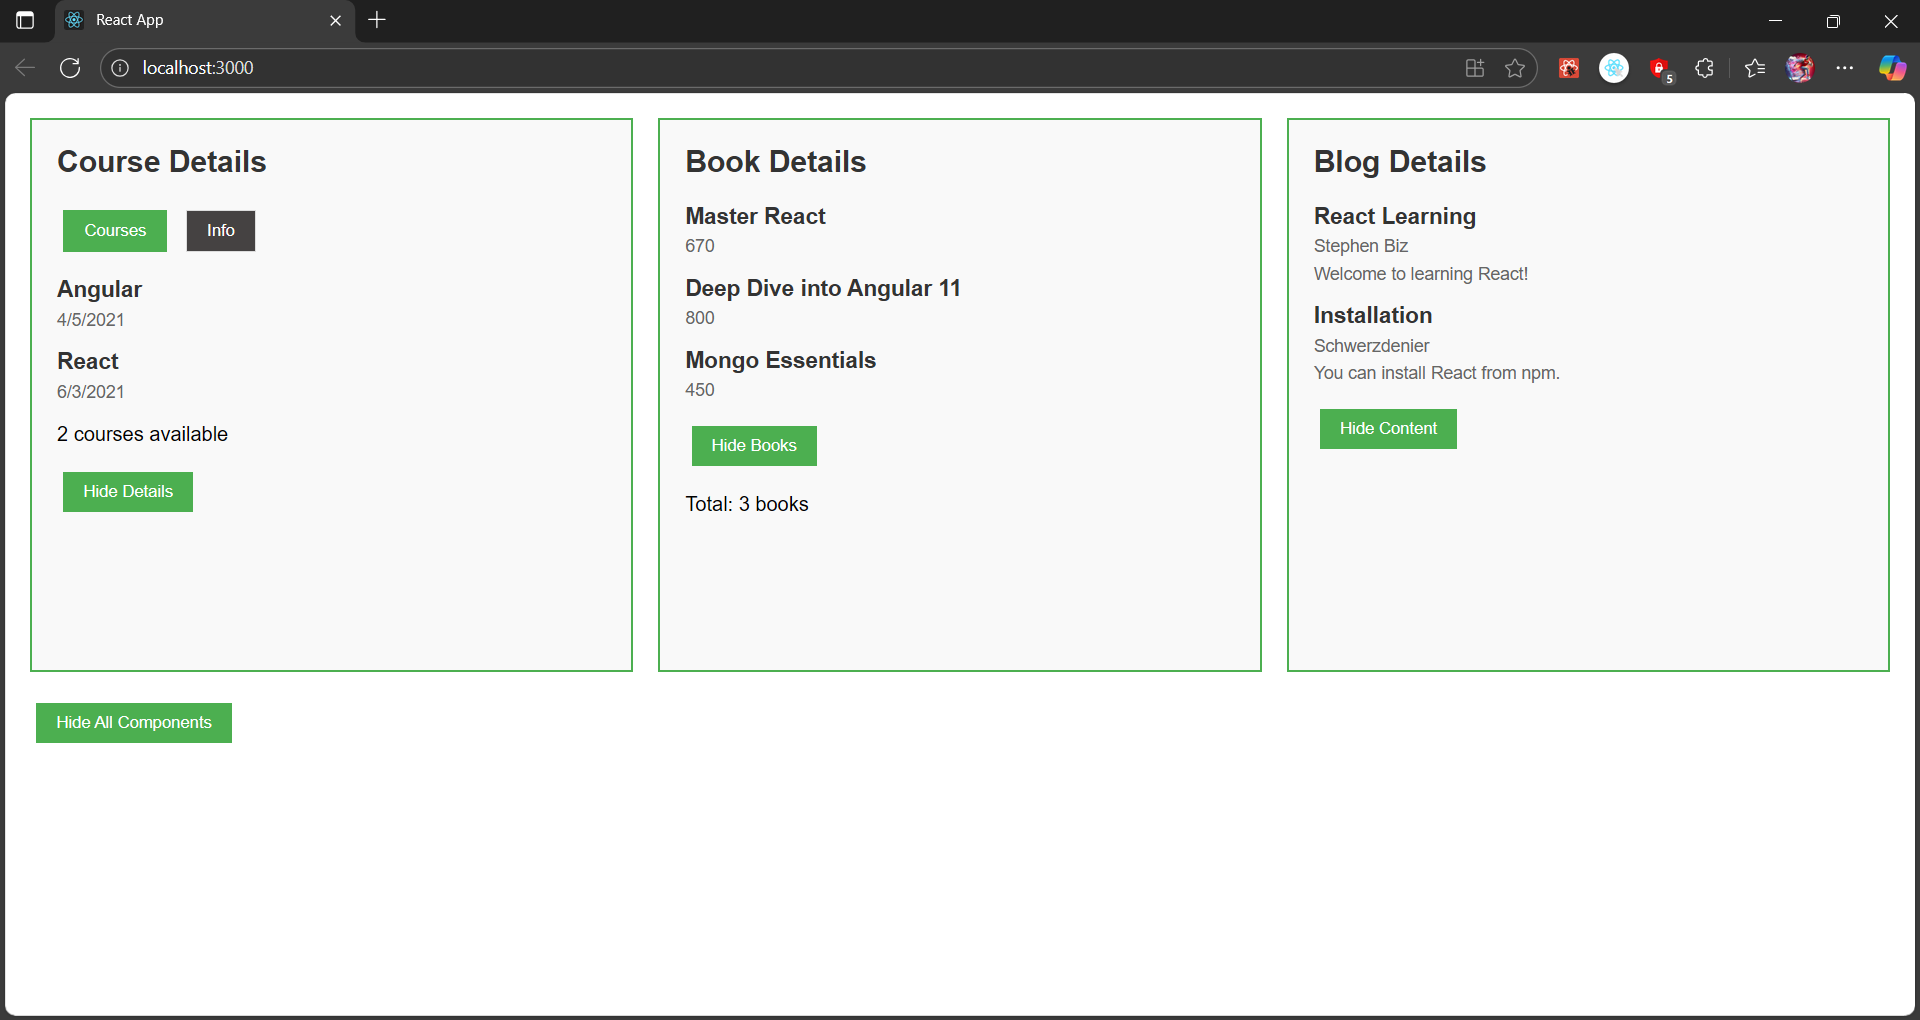 React App
localhost:3000
5
Course Details
Courses
Info
Angular
4/5/2021
React
6/3/2021
2 courses available
Hide Details
Book Details
Master React
670
Deep Dive into Angular 11
800
Mongo Essentials
450
Hide Books
Total: 3 books
Blog Details
React Learning
Stephen Biz
Welcome to learning React!
Installation
Schwerzdenier
You can install React from npm.
Hide Content
Hide All Components